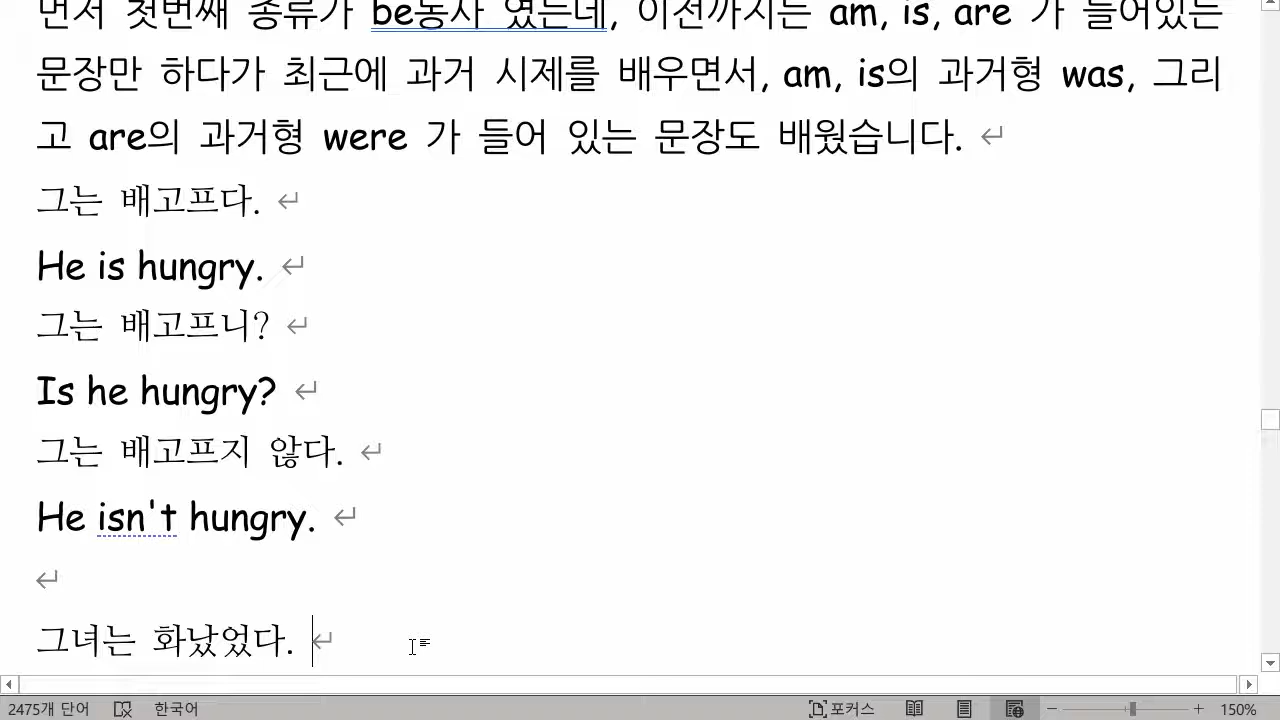 먼저 첫번째 종류가 be동사 였는데, 이전까지는 am, is, are 가 들어있는
문장만 하다가 최근에 과거 시제를 배우면서, am, is의 과거형 was, 그리
고 are의 과거형 were 가 들어 있는 문장도 배웠습니다. ↵
그는 배고프다. ↵
He is hungry. ↵
그는 배고프니? ↵
Is he hungry? ↵
그는 배고프지 않다. ↵
He isn't hungry. ↵
↵
그녀는 화났었다. ↵
2475개 단어 한국어 포커스 150%